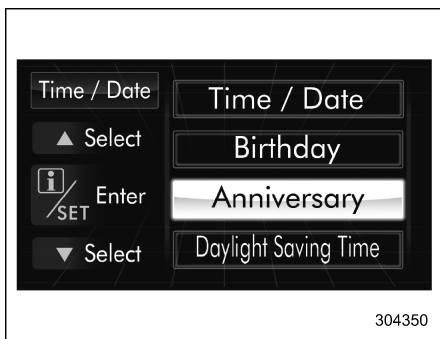 Time / Date
▲ Select
i/SET Enter
▼ Select
Time / Date
Birthday
Anniversary
Daylight Saving Time
304350